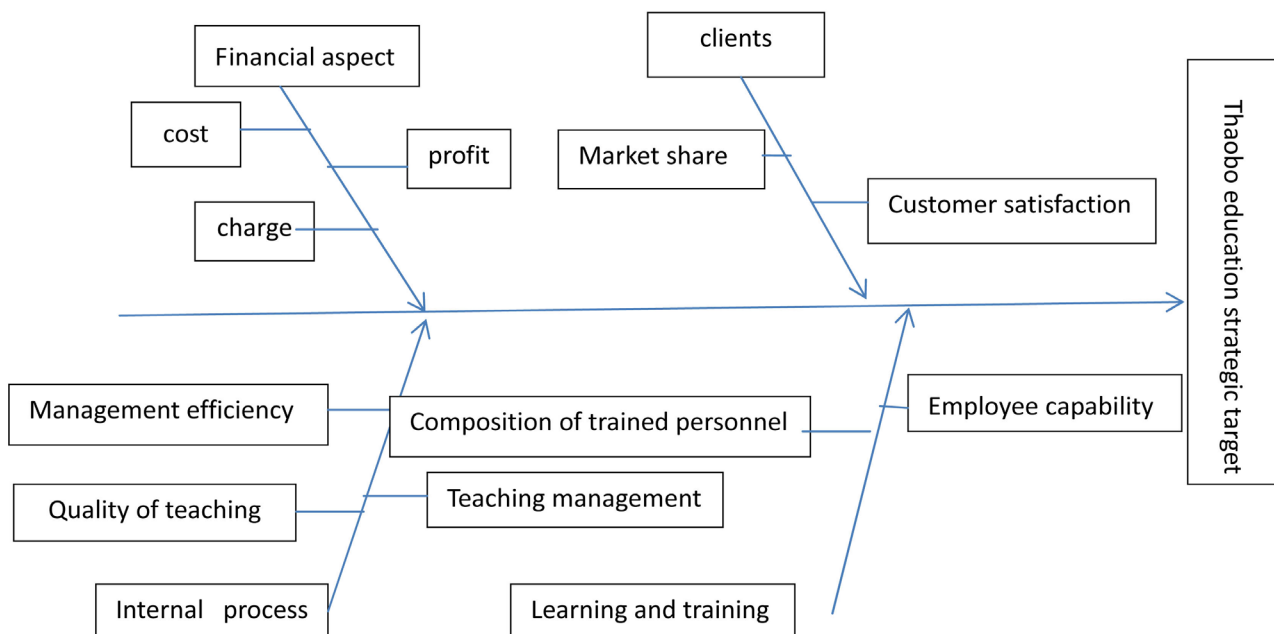 Financial aspect
clients
cost
profit
Market share
charge
Customer satisfaction
Thaobo education strategic target
Management efficiency
Composition of trained personnel
Employee capability
Quality of teaching
Teaching management
Internal process
Learning and training